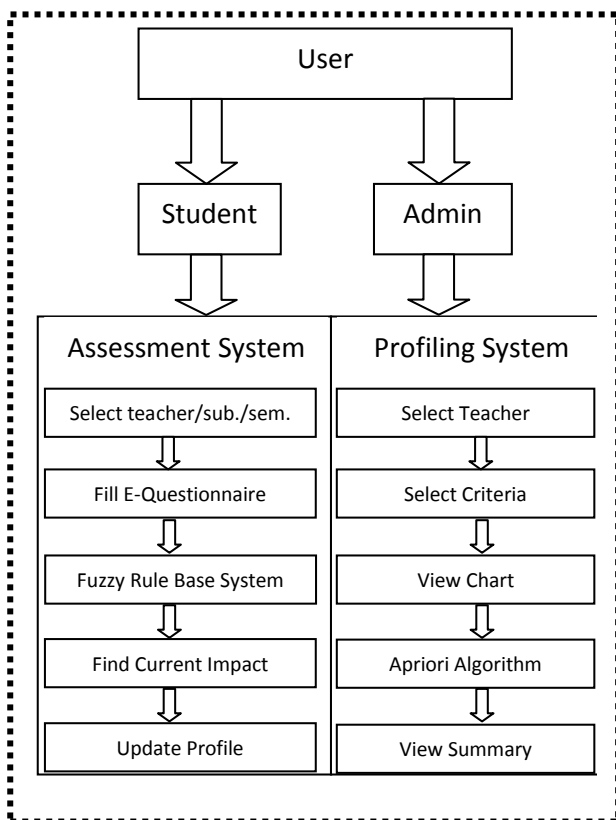 User
Student
Admin
Assessment System
Select teacher/sub./sem.
Fill E-Questionnaire
Fuzzy Rule Base System
Find Current Impact
Update Profile
Profiling System
Select Teacher
Select Criteria
View Chart
Apriori Algorithm
View Summary